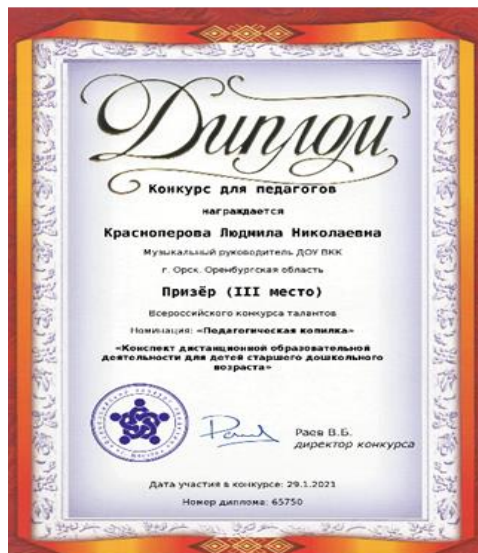 Диплом
Конкурс для педагогов
награждается
Красноперова Людмила Николаевна
Музыкальный руководитель ДОУ ВКК
г. Орск. Оренбургская область
Призёр (III место)
Всероссийского конкурса талантов
Номинация: «Педагогическая копилка»
«Конспект дистанционной образовательной
деятельности для детей старшего дошкольного
возраста»
Раев В.Б.
директор конкурса
Дата участия в конкурсе: 29.1.2021
Номер диплома: 65750